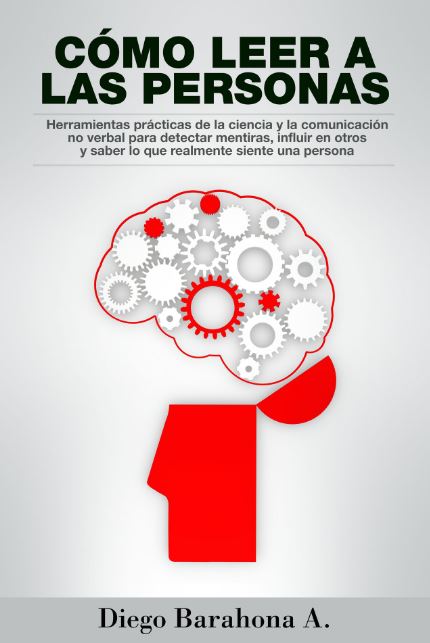 CÓMO LEER A
LAS PERSONAS
Herramientas prácticas de la ciencia y la comunicación
no verbal para detectar mentiras, influir en otros
y saber lo que realmente siente una persona
Diego Barahona A.